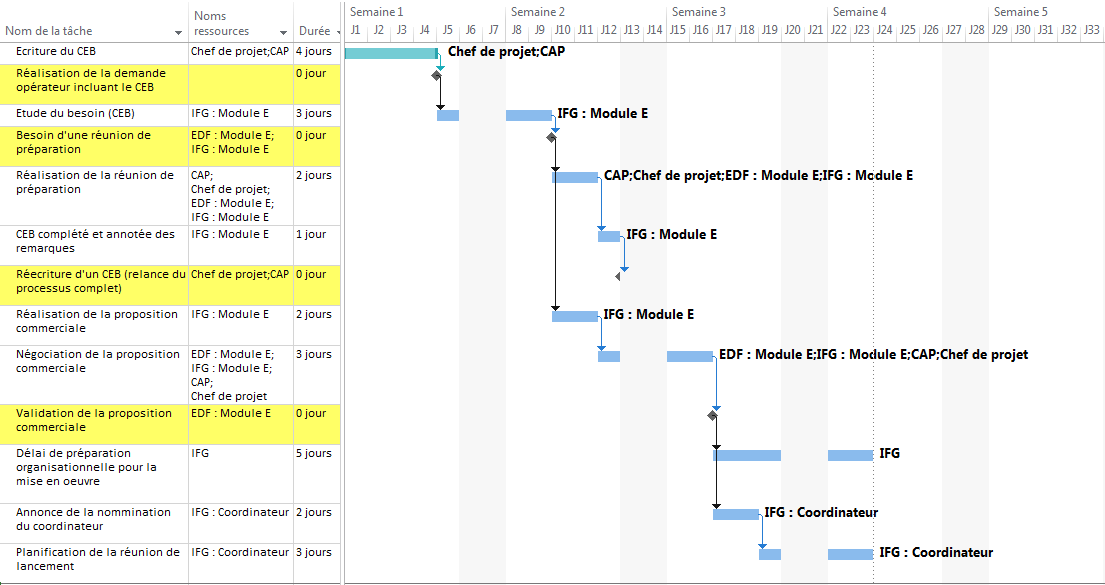 Semaine 1 Semaine 2 Semaine 3 Semaine 4 Semaine 5
Nom de la tâche Noms ressources Durée
J1 J2 J3 J4 J5 J6 J7 J8 J9 J10 J11 J12 J13 J14 J15 J16 J17 J18 J19 J20 J21 J22 J23 J24 J25 J26 J27 J28 J29 J30 J31 J32 J33
Ecriture du CEB Chef de projet;CAP 4 jours Chef de projet;CAP
Réalisation de la demande 0 jour
opérateur incluant le CEB
Etude du besoin (CEB) IFG : Module E 3 jours IFG : Module E
Besoin d'une réunion de EDF : Module E; 0 jour
préparation IFG : Module E
Réalisation de la réunion de CAP; 2 jours CAP;Chef de projet;EDF : Module E;IFG : Module E
préparation Chef de projet;
EDF : Module E;
IFG : Module E
CEB complété et annotée des IFG : Module E 1 jour IFG : Module E
remarques
Réecriture d'un CEB (relance du Chef de projet;CAP 0 jour
processus complet)
Réalisation de la proposition IFG : Module E 2 jours IFG : Module E
commerciale
Négociation de la proposition EDF : Module E; 3 jours EDF : Module E;IFG : Module E;CAP;Chef de projet
commerciale IFG : Module E;
CAP;
Chef de projet
Validation de la proposition EDF : Module E 0 jour
commerciale
Délai de préparation IFG 5 jours IFG
organisationnelle pour la
mise en oeuvre
Annonce de la nommination IFG : Coordinateur 2 jours IFG : Coordinateur
du coordinateur
Planification de la réunion de IFG : Coordinateur 3 jours IFG : Coordinateur
lancement